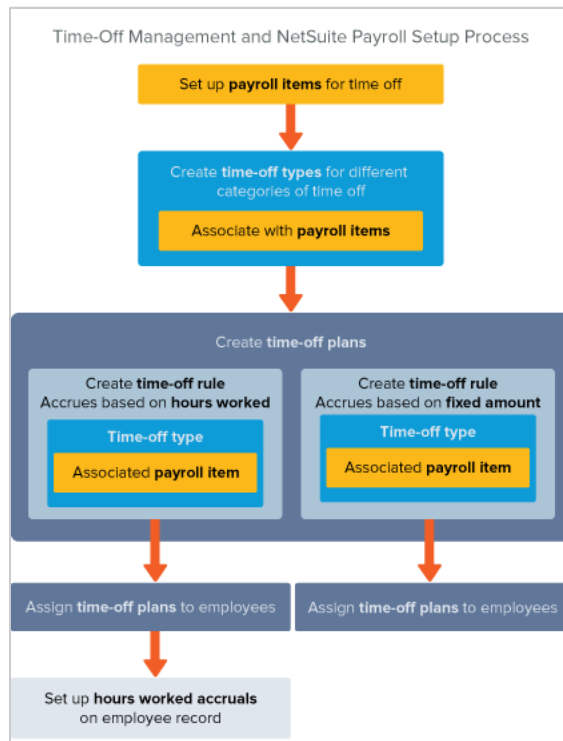 Time-Off Management and NetSuite Payroll Setup Process
Set up payroll items for time off
Create time-off types for different
categories of time off
Associate with payroll items
Create time-off plans
Create time-off rule
Accrues based on hours worked
Time-off type
Associated payroll item
Create time-off rule
Accrues based on fixed amount
Time-off type
Associated payroll item
Assign time-off plans to employees
Assign time-off plans to employees
Set up hours worked accruals
on employee record